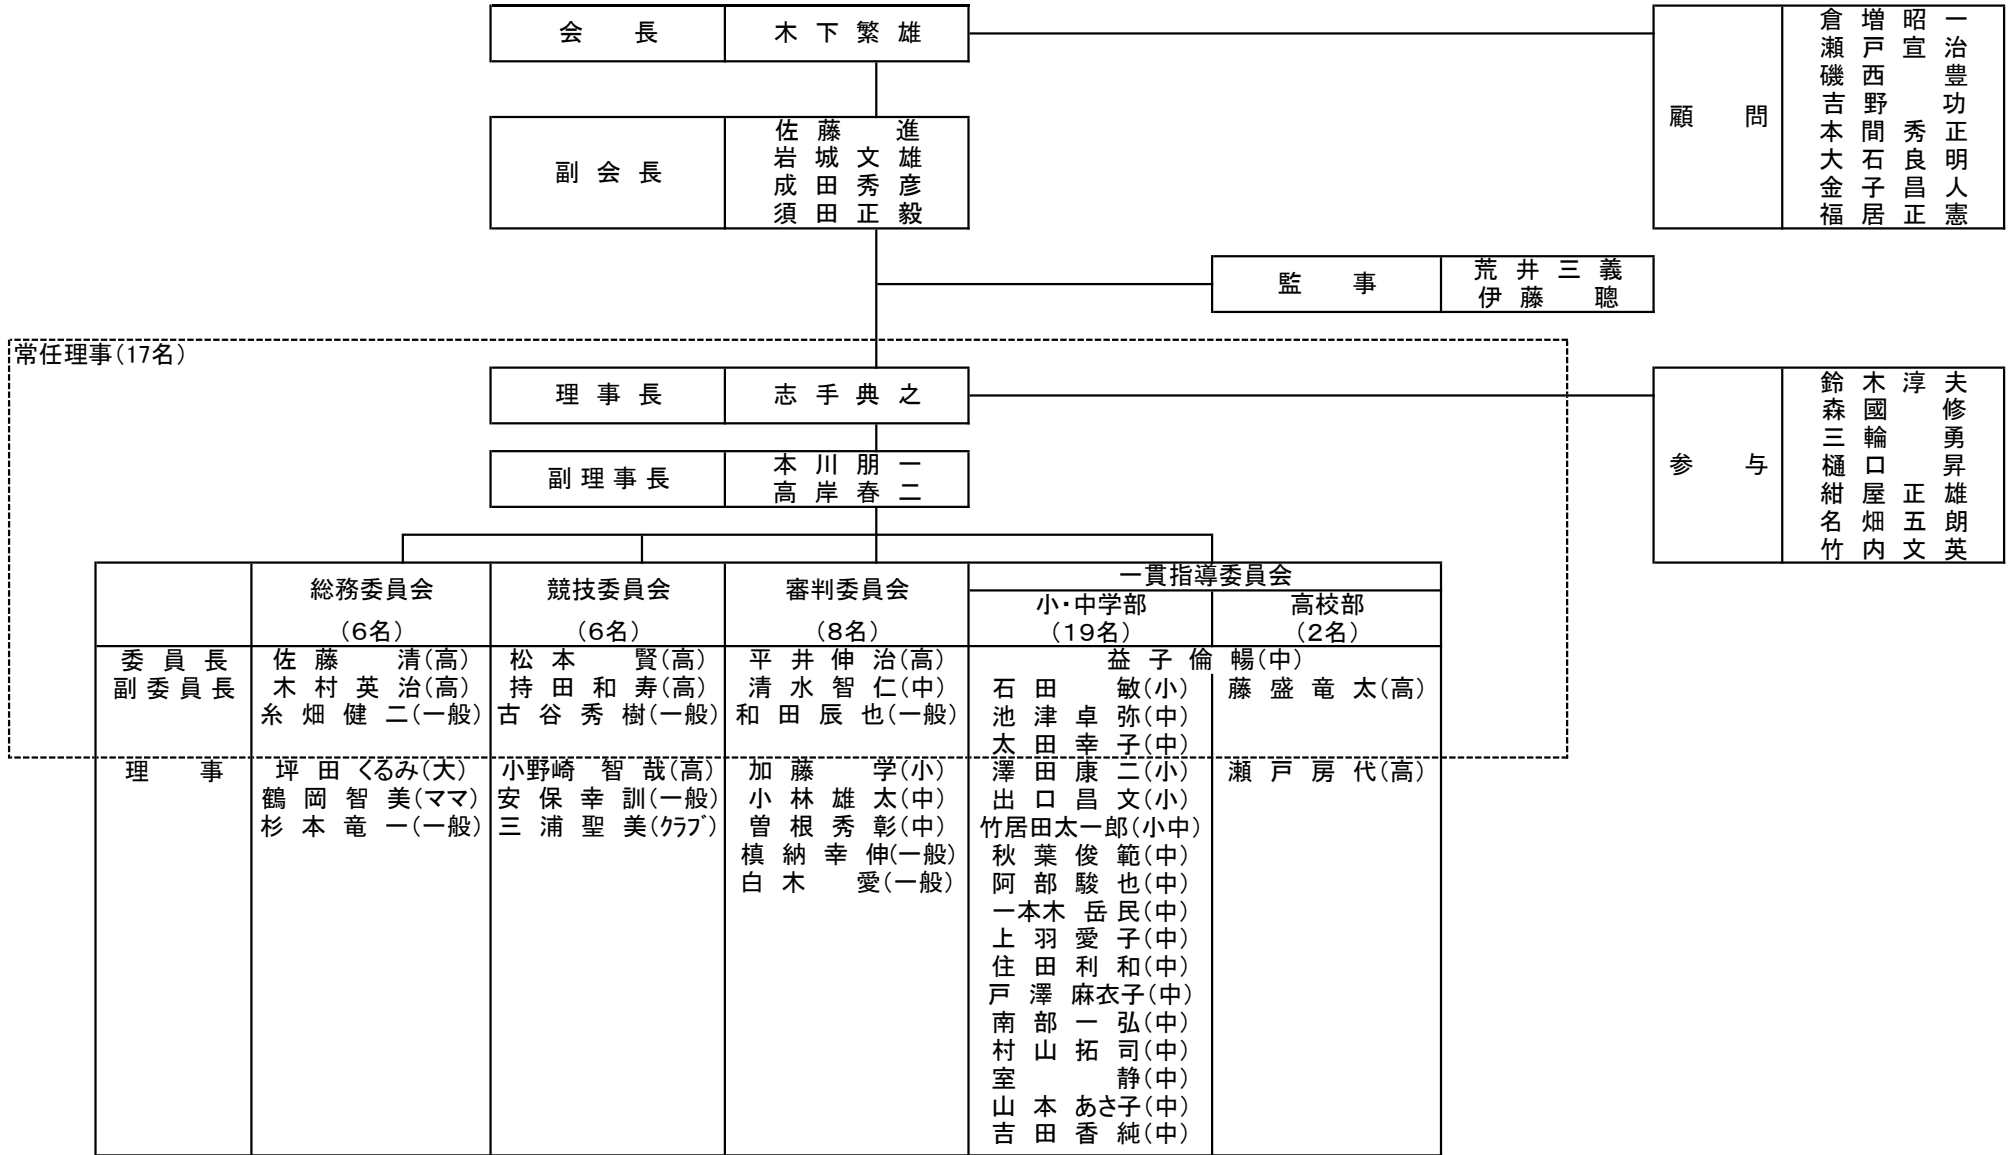 会長 木下繁雄
顧問
倉増昭一
瀬戸宣治
磯西豊
吉野功
本間秀正
大石良明
金子昌人
福居正憲
副会長
佐藤進
岩城文雄
成田秀彦
須田正毅
監事
荒井三義
伊藤聰
常任理事(17名)
理事長 志手典之
参与
鈴木淳夫
森國修
三輪勇
樋口昇
紺屋正雄
名畑五朗
竹内文英
副理事長
本川朋一
高岸春二
総務委員会
(6名)
競技委員会
(6名)
審判委員会
(8名)
一貫指導委員会
小・中学部
(19名)
高校部
(2名)
委員長 佐藤清(高) 松本賢(高) 平井伸治(高) 益子倫暢(中)
副委員長 木村英治(高) 持田和寿(高) 清水智仁(中) 石田敏(小) 藤盛竜太(高)
糸畑健二(一般) 古谷秀樹(一般) 和田辰也(一般) 池津卓弥(中)
太田幸子(中)
理事 坪田くるみ(大) 小野崎智哉(高) 加藤学(小) 澤田康二(小) 瀬戸房代(高)
鶴岡智美(ママ) 安保幸訓(一般) 小林雄太(中) 出口昌文(小)
杉本竜一(一般) 三浦聖美(クラブ) 曽根秀彰(中) 竹居田太一郎(小中)
槙納幸伸(一般) 秋葉俊範(中)
白木愛(一般) 阿部駿也(中)
一本木岳民(中)
上羽愛子(中)
住田利和(中)
戸澤麻衣子(中)
南部一弘(中)
村山拓司(中)
室静(中)
山本あさ子(中)
吉田香純(中)